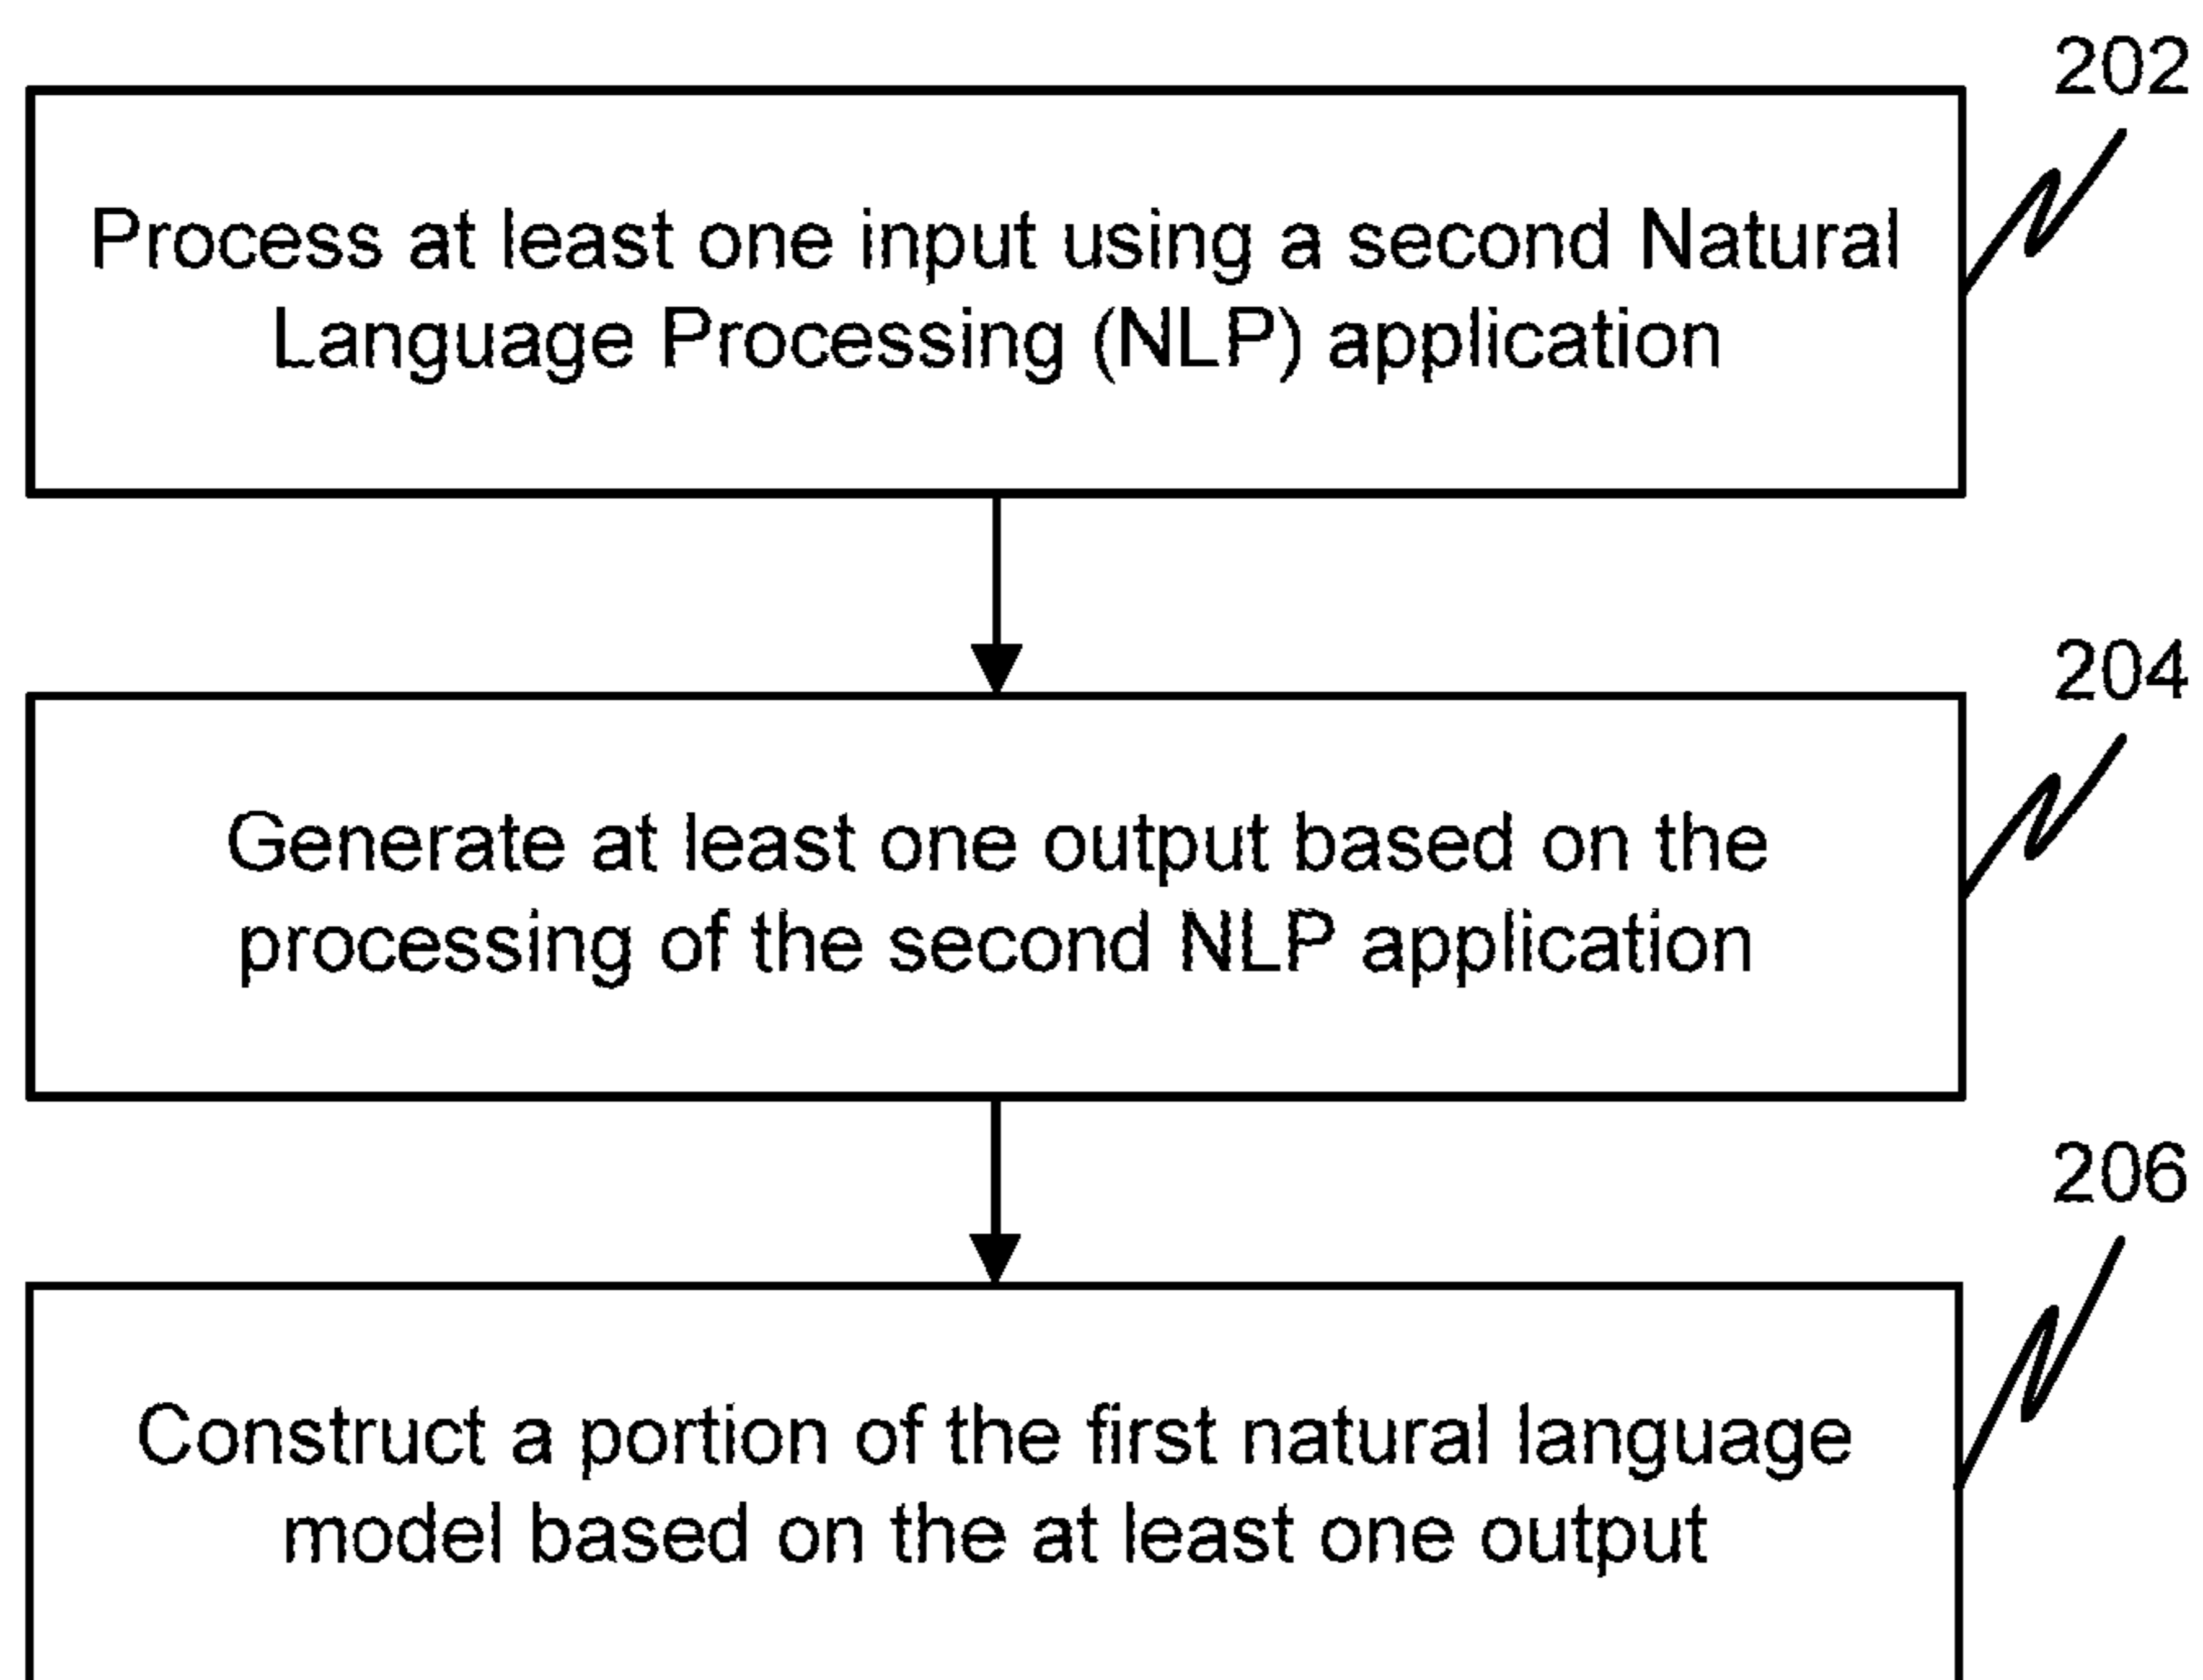 202
Process at least one input using a second Natural
Language Processing (NLP) application
204
Generate at least one output based on the
processing of the second NLP application
206
Construct a portion of the first natural language
model based on the at least one output